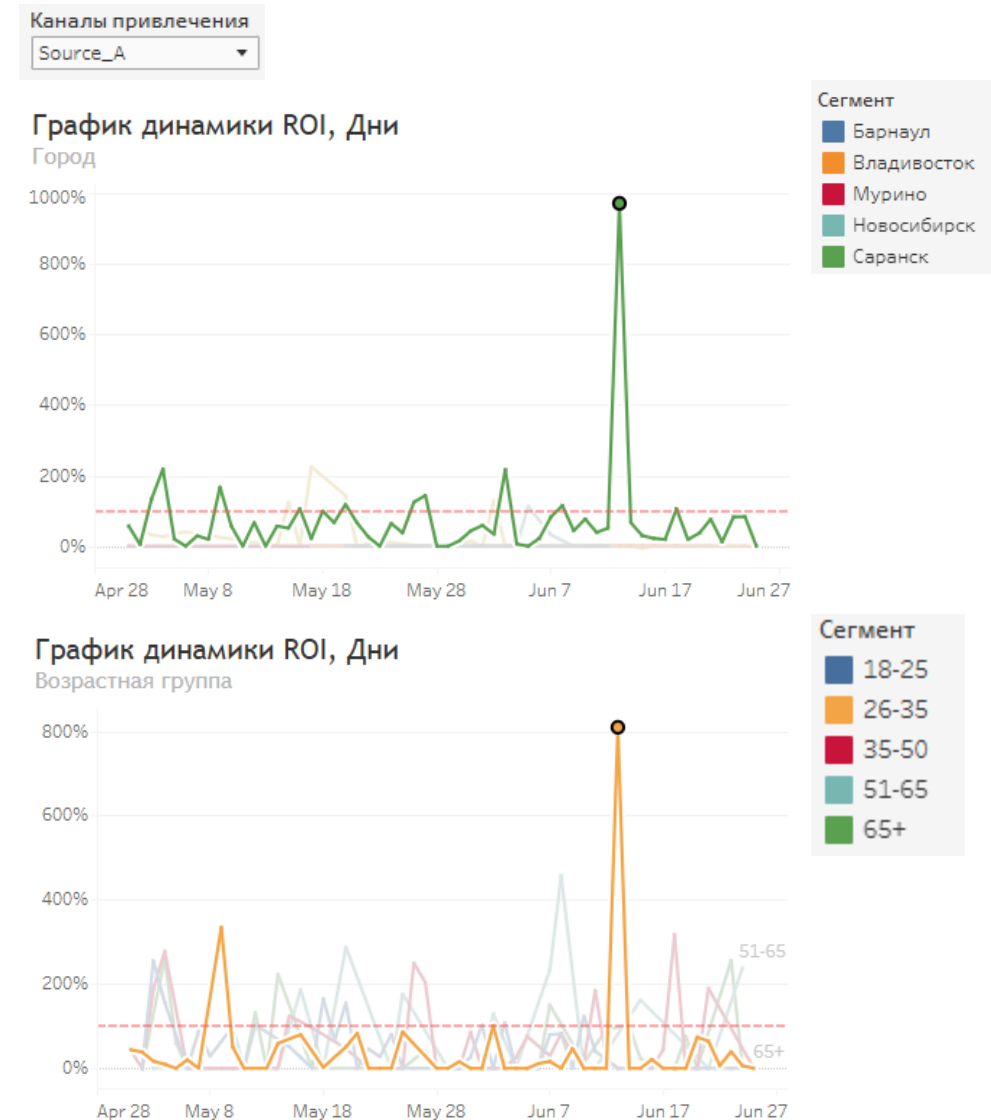 Каналы привлечения
Source_A
График динамики ROI, Дни
Город
1000%
800%
600%
400%
200%
0%
Apr 28 May 8 May 18 May 28 Jun 7 Jun 17 Jun 27
Сегмент
Барнаул
Владивосток
Мурино
Новосибирск
Саранск
График динамики ROI, Дни
Возрастная группа
800%
600%
400%
200%
0%
51-65
65+
Apr 28 May 8 May 18 May 28 Jun 7 Jun 17 Jun 27
Сегмент
18-25
26-35
35-50
51-65
65+